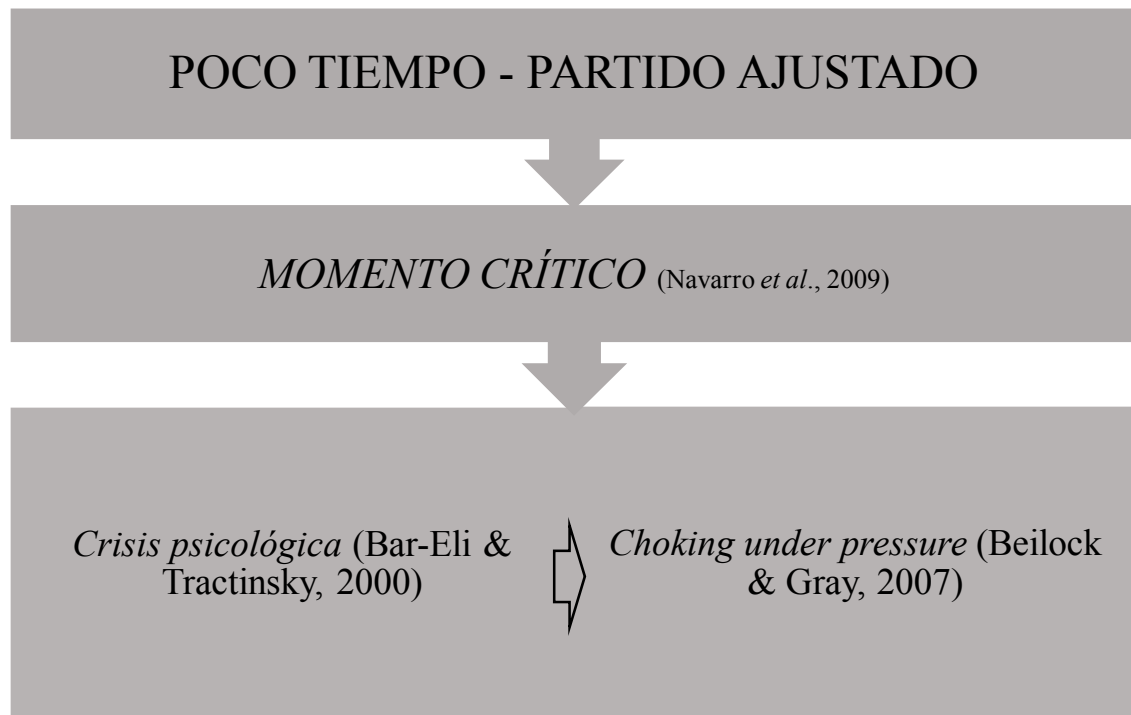 POCO TIEMPO - PARTIDO AJUSTADO
MOMENTO CRÍTICO (Navarro et al., 2009)
Crisis psicológica (Bar-Eli &
Tractinsky, 2000)
Choking under pressure (Beilock
& Gray, 2007)